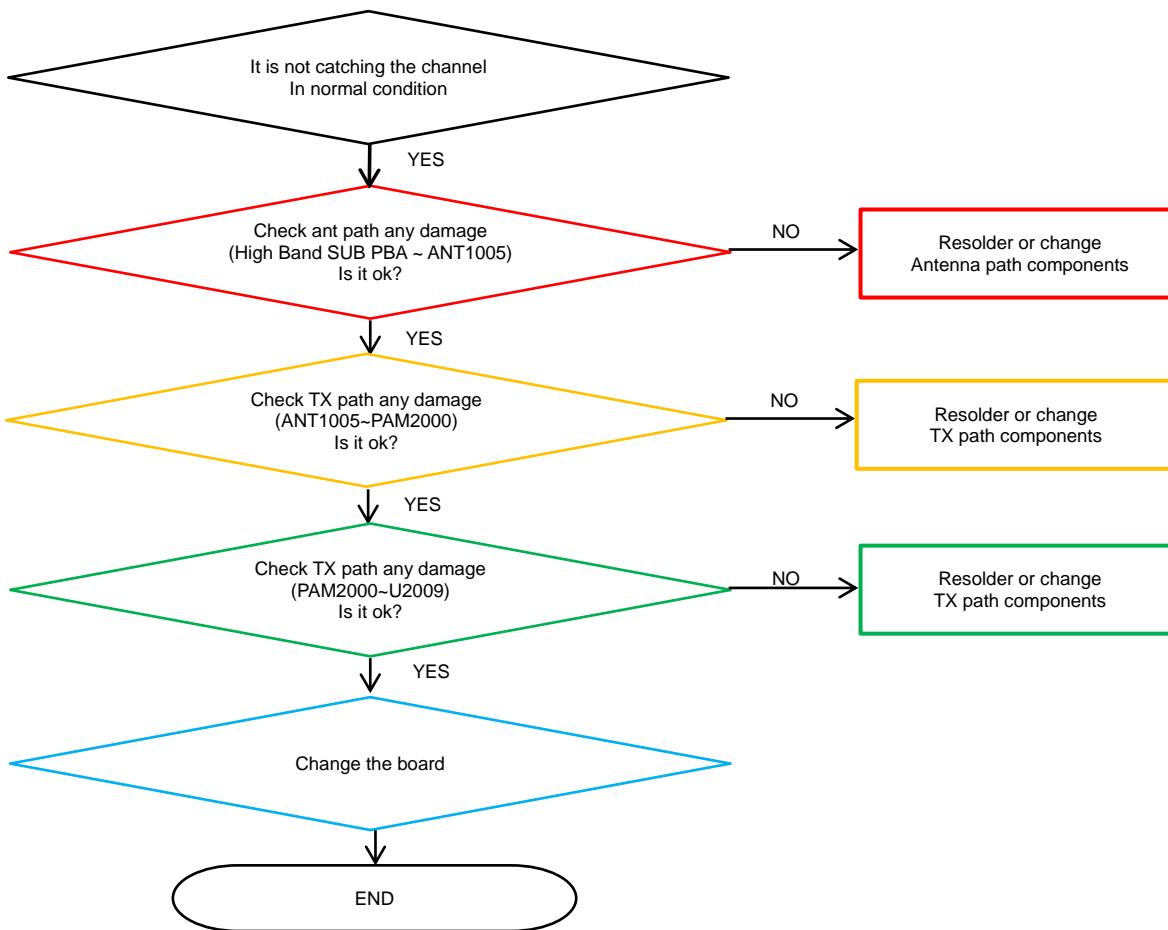 It is not catching the channel
In normal condition
YES
Check ant path any damage
(High Band SUB PBA ~ ANT1005)
Is it ok?
NO
Resolder or change
Antenna path components
YES
Check TX path any damage
(ANT1005~PAM2000)
Is it ok?
NO
Resolder or change
TX path components
YES
Check TX path any damage
(PAM2000~U2009)
Is it ok?
NO
Resolder or change
TX path components
YES
Change the board
END